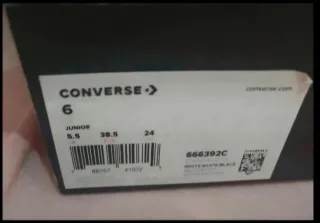 CONVERSE
converse.com
6
JUNIOR
5.5 38.5 24
666392C
WHITE/WHITE/BLACK